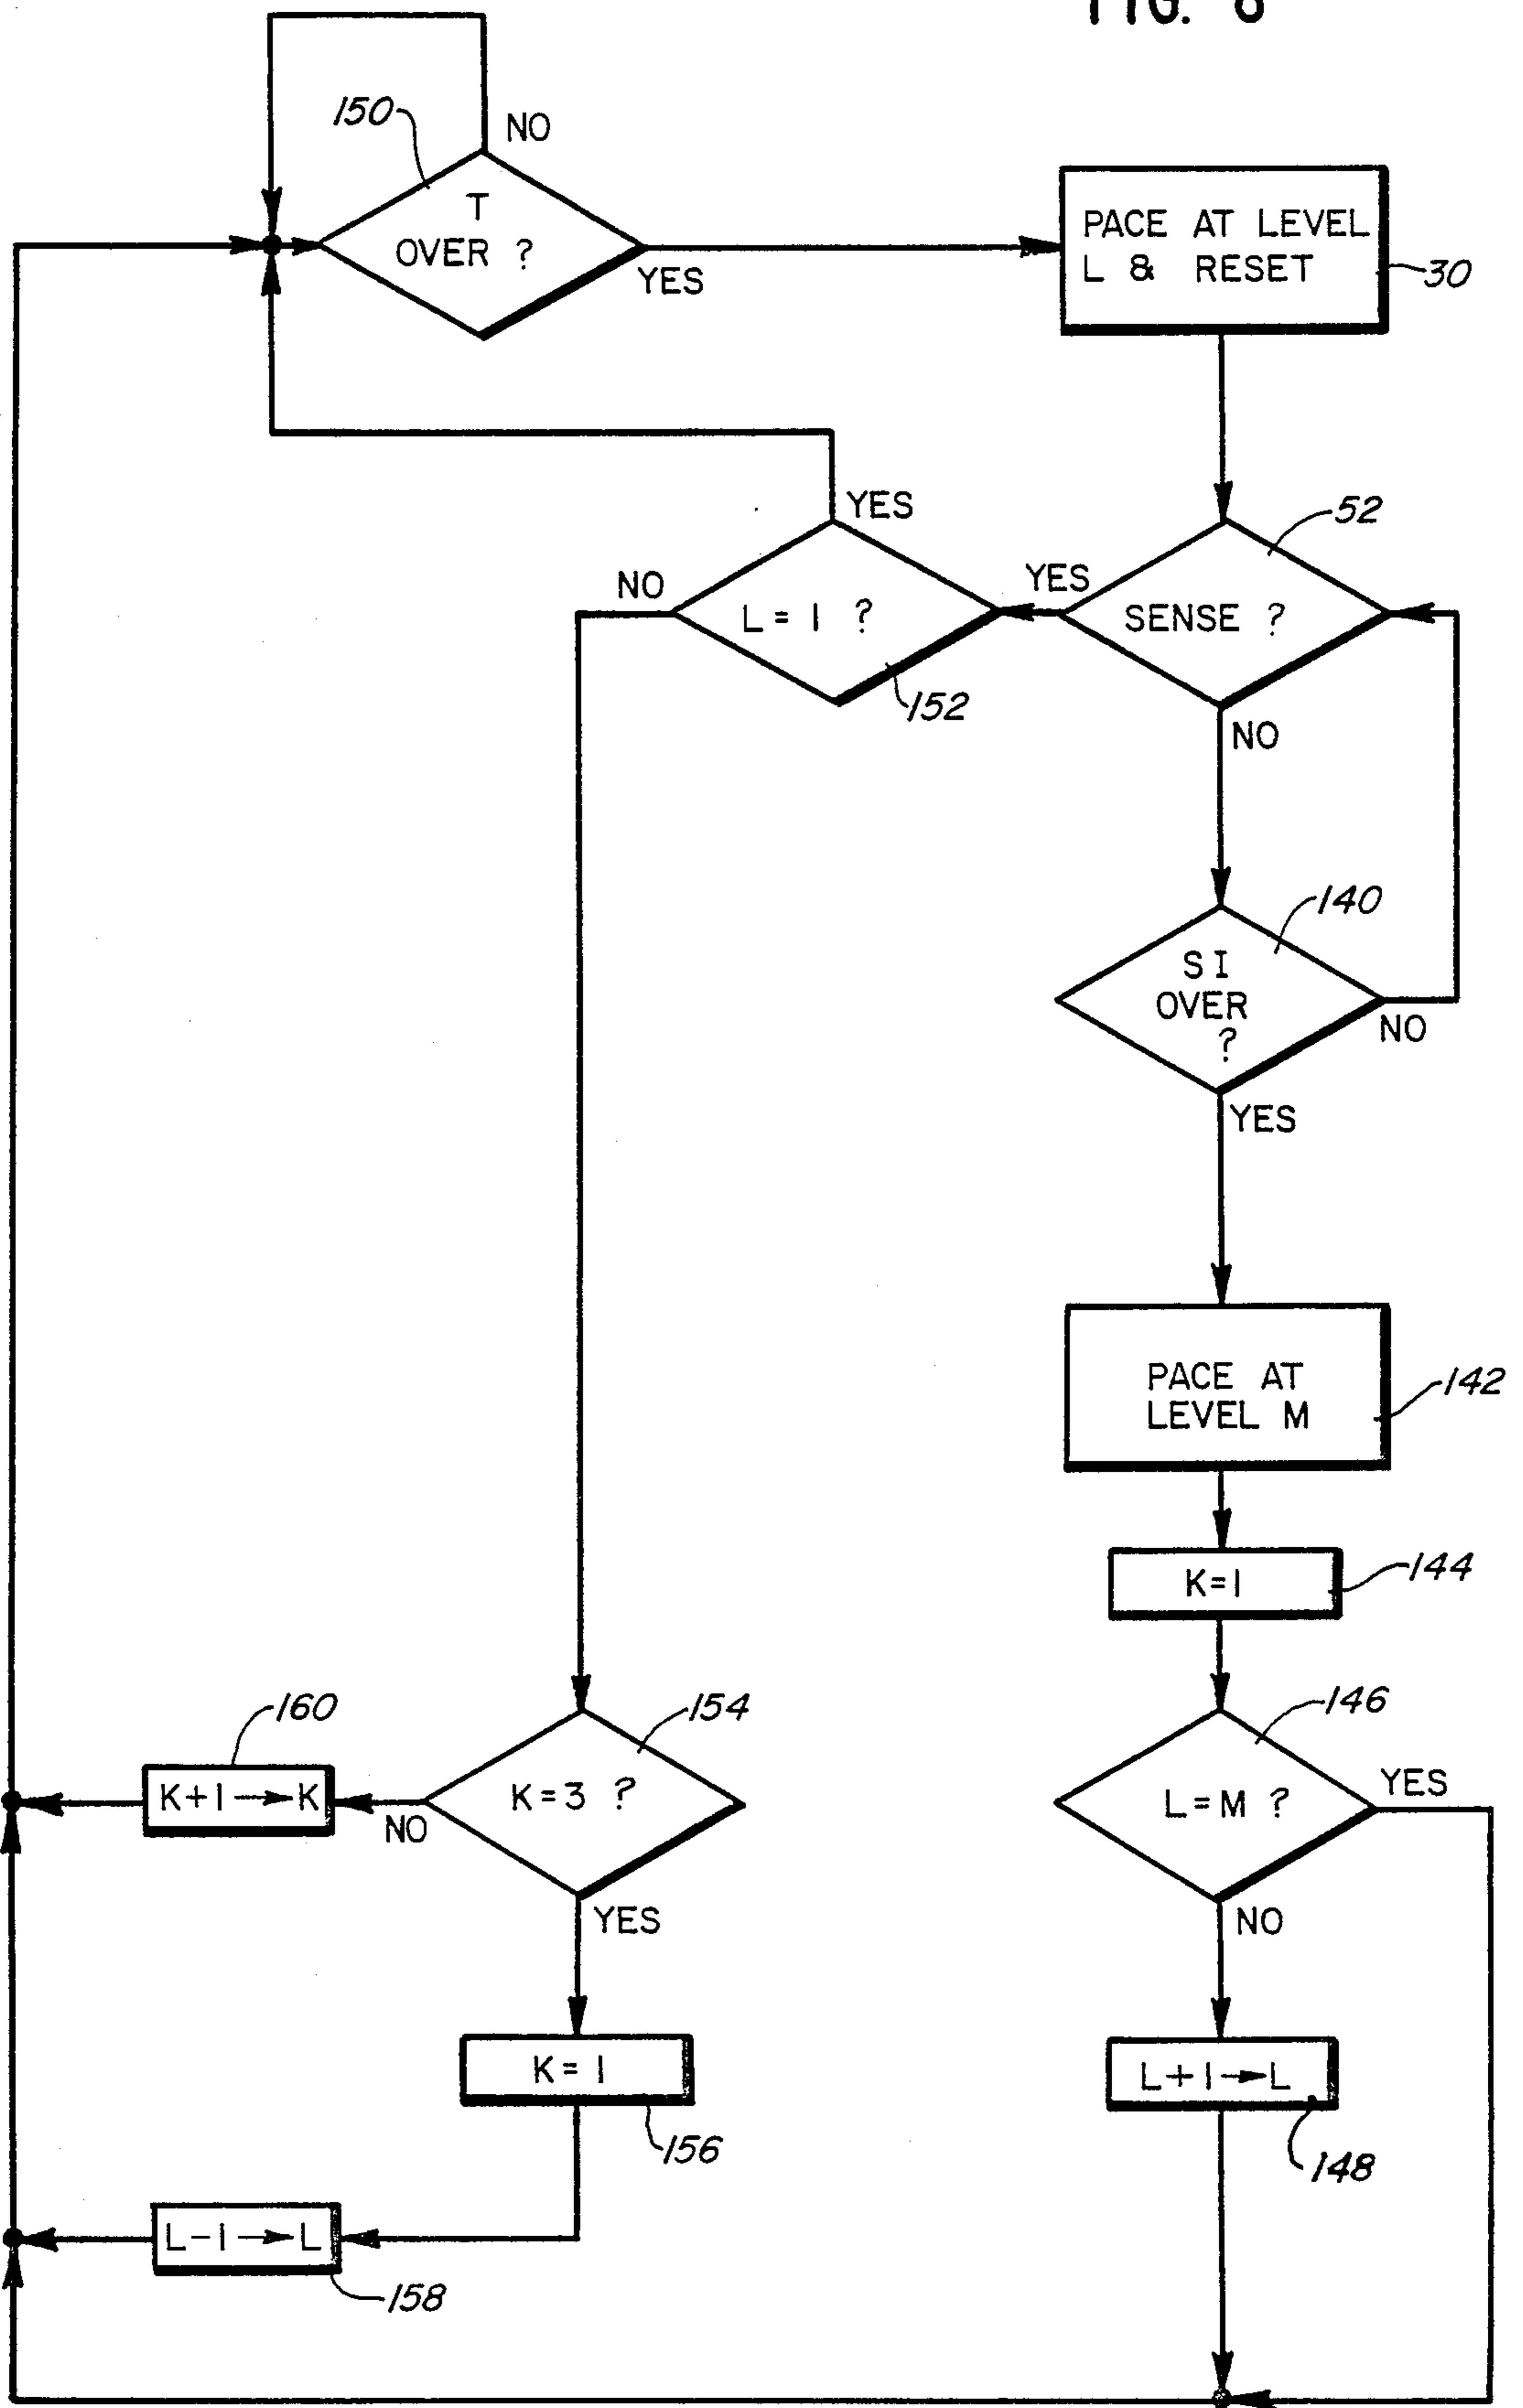 FIG. 8
150
NO
T
OVER ?
YES
PACE AT LEVEL
L & RESET
30
YES
52
NO
L = 1 ?
YES
SENSE ?
152
NO
140
SI
OVER
?
NO
YES
PACE AT
LEVEL M
142
K=1
144
160
154
146
K+1→K
NO
K=3 ?
L=M ?
YES
YES
NO
K=1
156
L+1→L
148
L-1→L
158